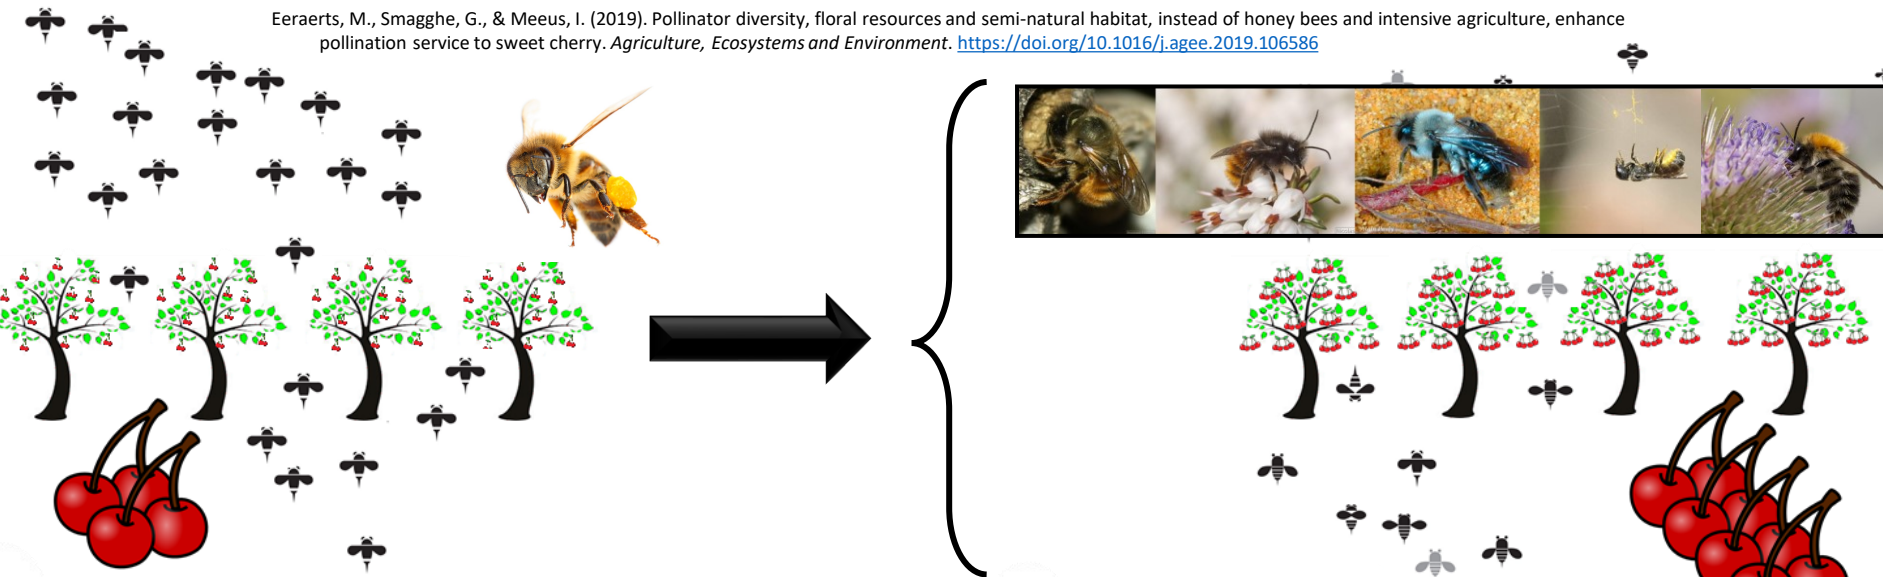 Eeraerts, M., Smagghe, G., & Meeus, I. (2019). Pollinator diversity, floral resources and semi-natural habitat, instead of honey bees and intensive agriculture, enhance
pollination service to sweet cherry. Agriculture, Ecosystems and Environment. https://doi.org/10.1016/j.agee.2019.106586